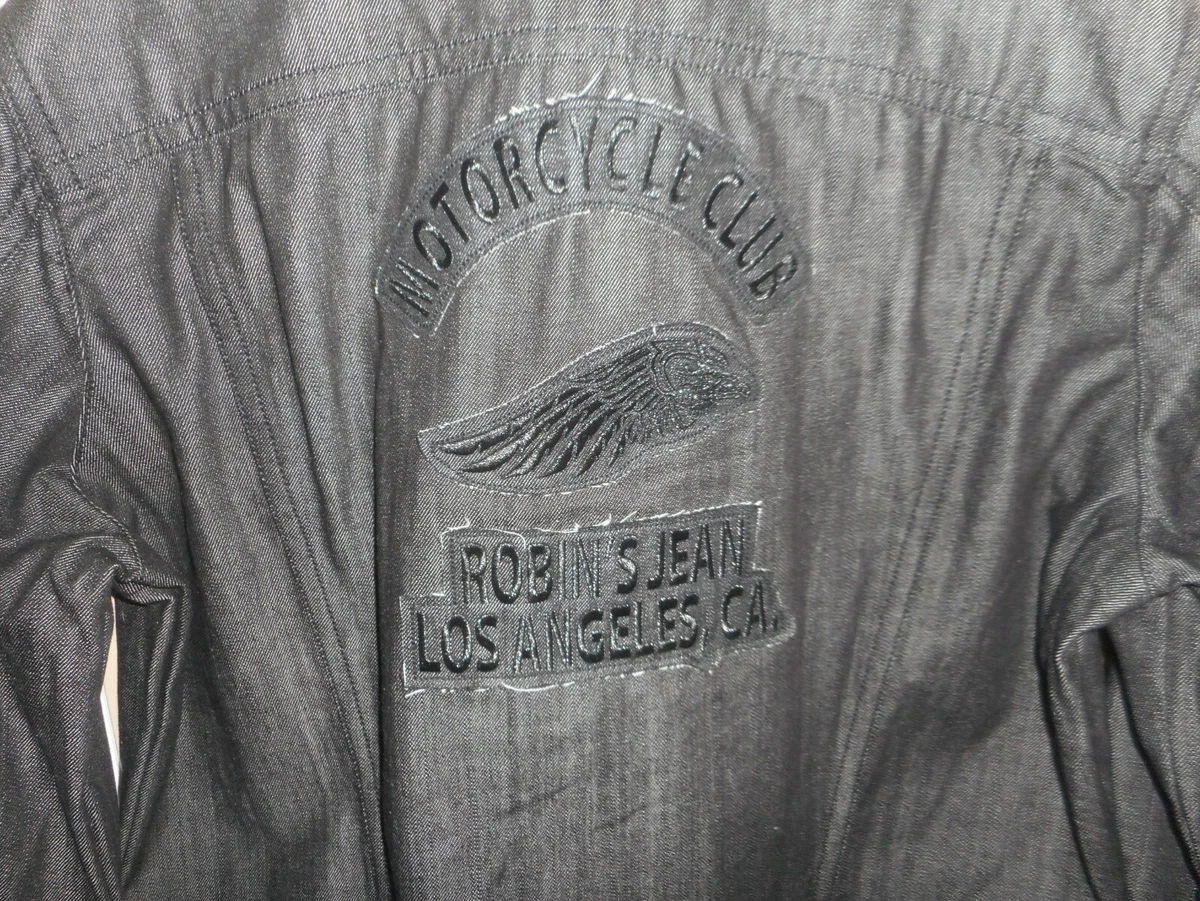 MOTORCYCLE CLUB
ROBIN'S JEAN
LOS ANGELES, CA.